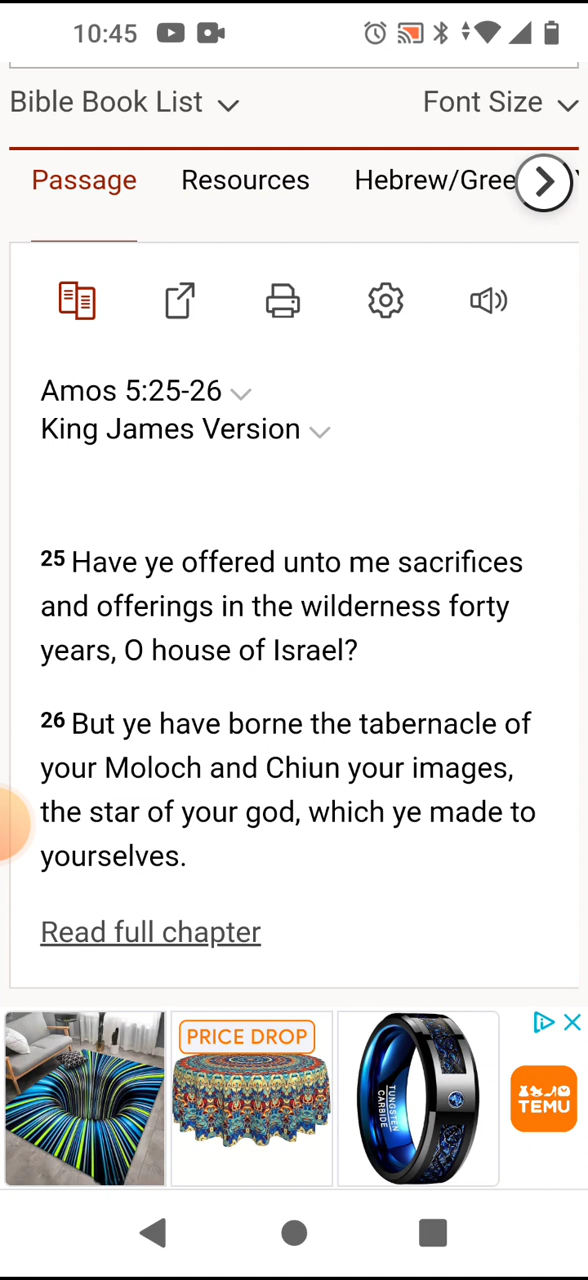 10:45
Bible Book List
Font Size
Passage Resources Hebrew/Gree
Amos 5:25-26
King James Version
25 Have ye offered unto me sacrifices
and offerings in the wilderness forty
years, O house of Israel?
26 But ye have borne the tabernacle of
your Moloch and Chiun your images,
the star of your god, which ye made to
yourselves.
Read full chapter
PRICE DROP
TUNGSTEN
CARBIDE
TEMU